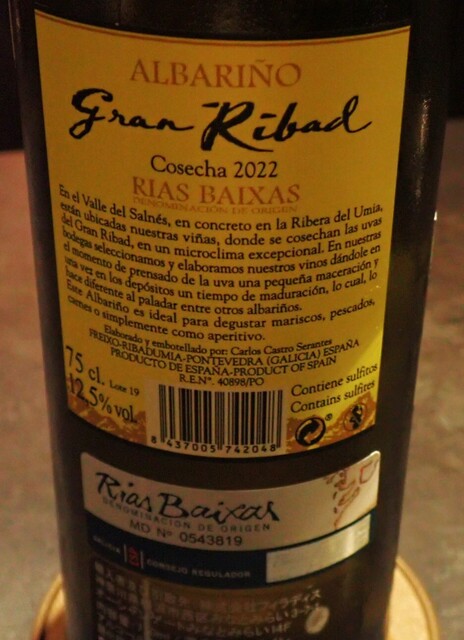 ALBARIÑO
Gran Ribad
Cosecha 2022
RIAS BAIXAS
DENOMINACIÓN DE ORIGEN
En el Valle del Salnés, en concreto en la Ribera del Umia,
están ubicadas nuestras viñas, donde se cosechan las uvas
del Gran Ribad, en un microclima excepcional. En nuestras
bodegas seleccionamos y elaboramos nuestros vinos dándole en
el momento de prensado de la uva una pequeña maceración y
una vez en los depósitos un tiempo de maduración, lo cual, lo
hace diferente al paladar entre otros albariños.
Este Albariño es ideal para degustar mariscos, pescados,
carnes o simplemente como aperitivo.
Elaborado y embotellado por: Carlos Castro Serantes
PREDIO-RIBADUMIA-PONTEVEDRA (GALICIA) ESPAÑA
PRODUCTO DE ESPAÑA-PRODUCT OF SPAIN
R.E.Nº. 40898/PO
75 cl. Lote 19
12,5% vol.
Contiene sulfitos
Contains sulfites
8 437005 742048
Rías Baixas
DENOMINACIÓN DE ORIGEN
MD Nº 0543819
CONSEJO REGULADOR